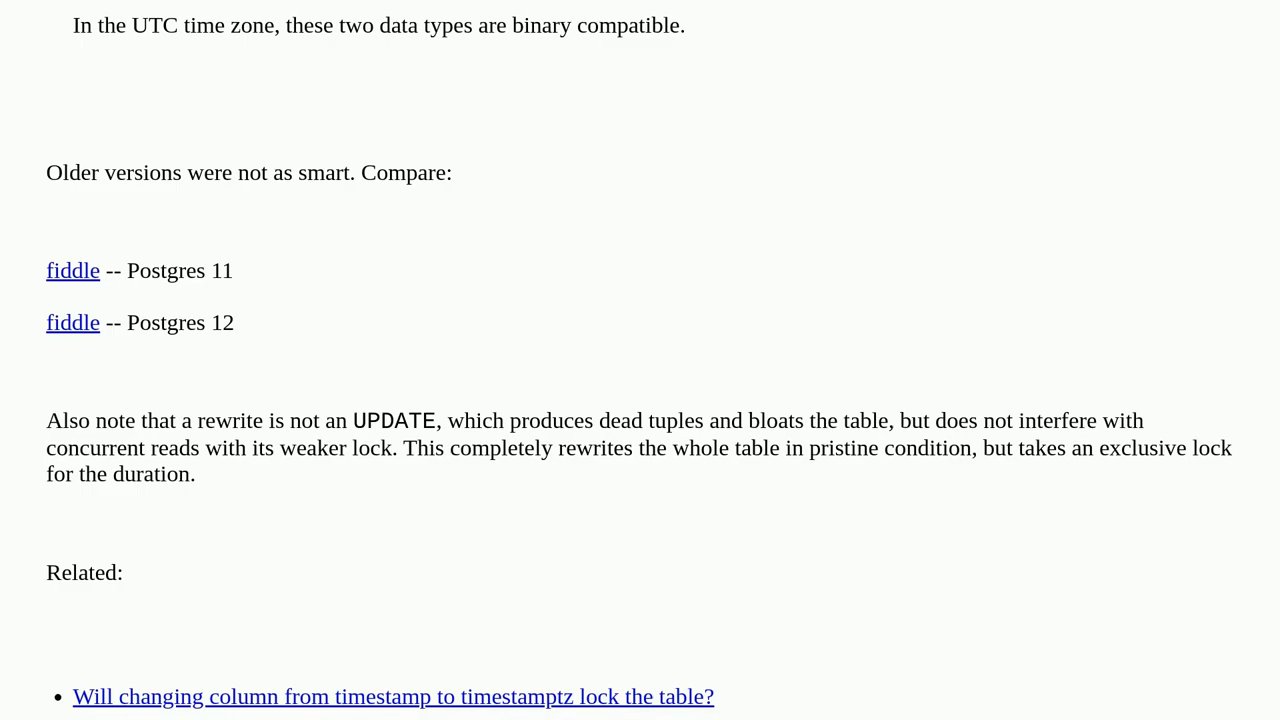 In the UTC time zone, these two data types are binary compatible.
Older versions were not as smart. Compare:
fiddle -- Postgres 11
fiddle -- Postgres 12
Also note that a rewrite is not an UPDATE, which produces dead tuples and bloats the table, but does not interfere with
concurrent reads with its weaker lock. This completely rewrites the whole table in pristine condition, but takes an exclusive lock
for the duration.
Related:
• Will changing column from timestamp to timestamptz lock the table?